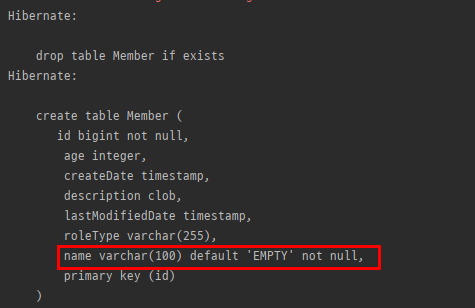 Hibernate:
drop table Member if exists
Hibernate:
create table Member (
id bigint not null,
age integer,
createDate timestamp,
description clob,
lastModifiedDate timestamp,
roleType varchar(255),
name varchar(100) default 'EMPTY' not null,
primary key (id)
)